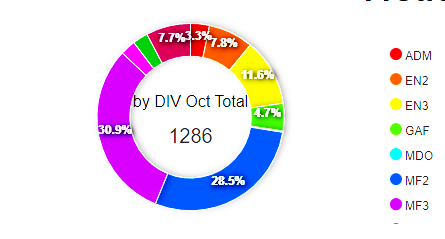 7.7%
3.3%
7.8%
11.6%
4.7%
28.5%
30.9%
by DIV Oct Total
1286
ADM
EN2
EN3
GAF
MDO
MF2
MF3